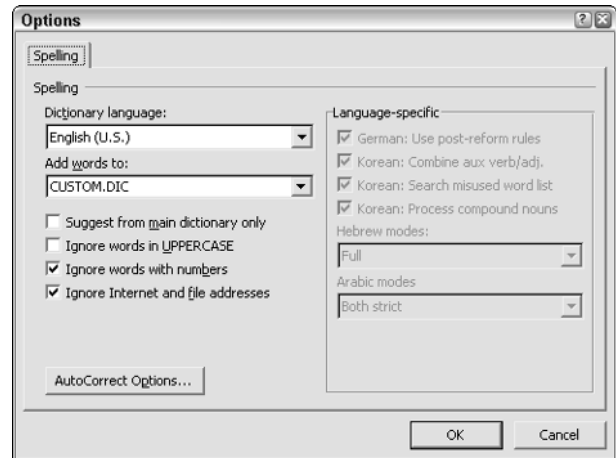 Options
Spelling
Spelling
Dictionary language:
English (U.S.)
Add words to:
CUSTOM.DIC
Suggest from main dictionary only
Ignore words in UPPERCASE
Ignore words with numbers
Ignore Internet and file addresses
AutoCorrect Options...
Language-specific
German: Use post-reform rules
Korean: Combine aux verb/adj.
Korean: Search misused word list
Korean: Process compound nouns
Hebrew modes:
Full
Arabic modes
Both strict
OK
Cancel